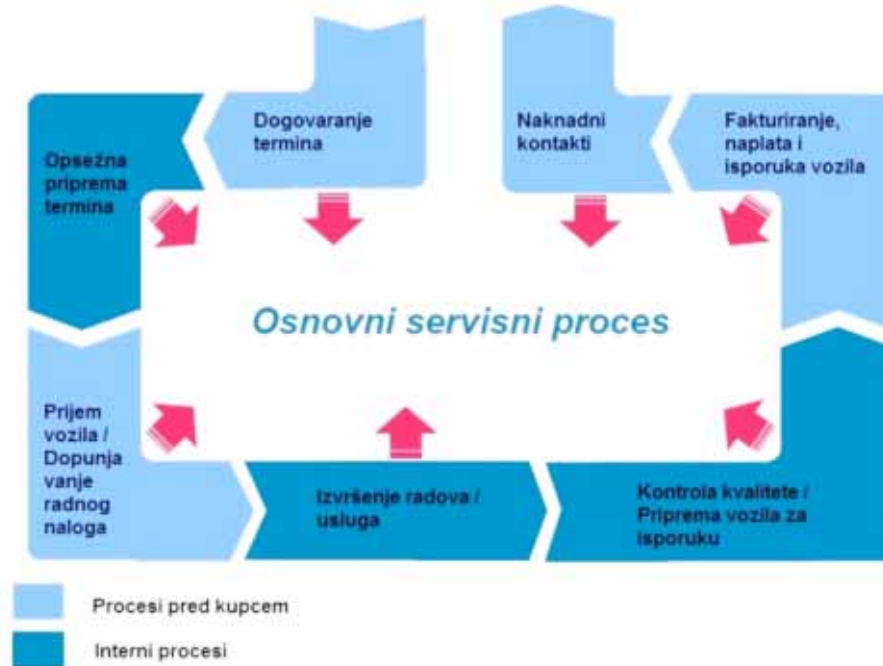 Dogovaranje
termina
Naknadni
kontakti
Fakturiranje,
naplata i
isporuka vozila
Opsežna
priprema
termina
Osnovni servisni proces
Prijem
vozila /
Dopunja
vanje
radnog
naloga
Izvršenje radova /
usluga
Kontrola kvalitete /
Priprema vozila za
isporuku
Procesi pred kupcem
Interni procesi